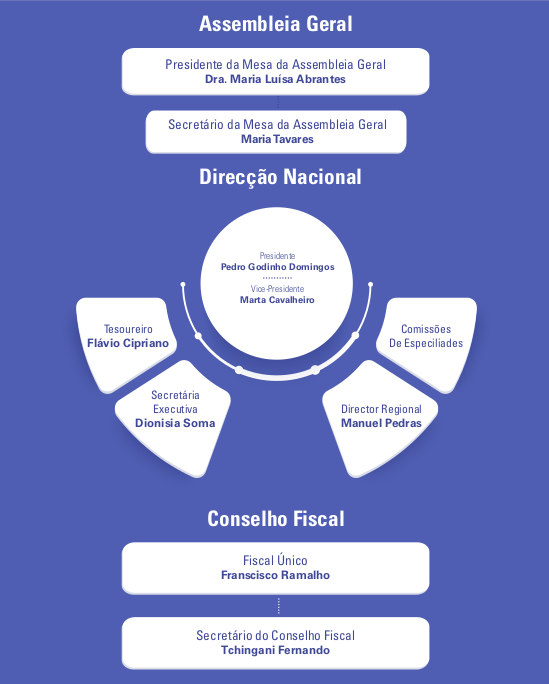 Assembleia Geral
Presidente da Mesa da Assembleia Geral
Dra. Maria Luísa Abrantes
Secretário da Mesa da Assembleia Geral
Maria Tavares
Direcção Nacional
Presidente
Pedro Godinho Domingos
Vice-Presidente
Marta Cavalheiro
Tesoureiro
Flávio Cipriano
Secretária
Executiva
Dionisia Soma
Director Regional
Manuel Pedras
Comissões
De Especiliades
Conselho Fiscal
Fiscal Único
Franscisco Ramalho
Secretário do Conselho Fiscal
Tchingani Fernando